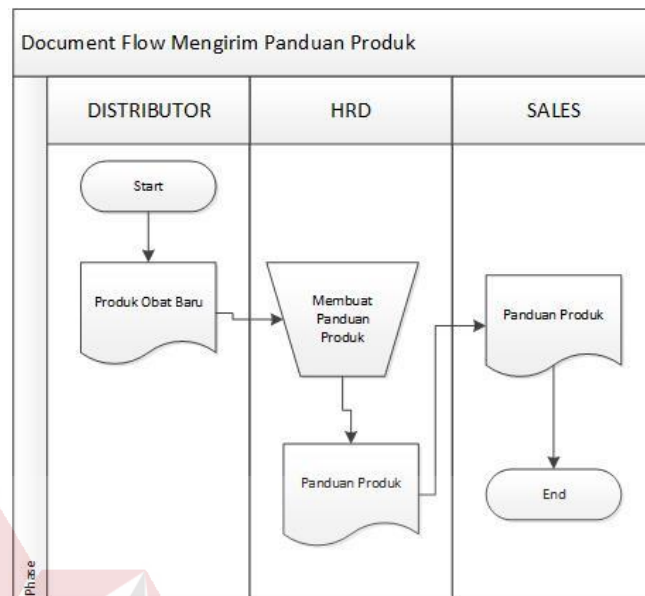 Document Flow Mengirim Panduan Produk
DISTRIBUTOR
HRD
SALES
Start
Produk Obat Baru
Membuat
Panduan
Produk
Panduan Produk
Panduan Produk
End
Phase